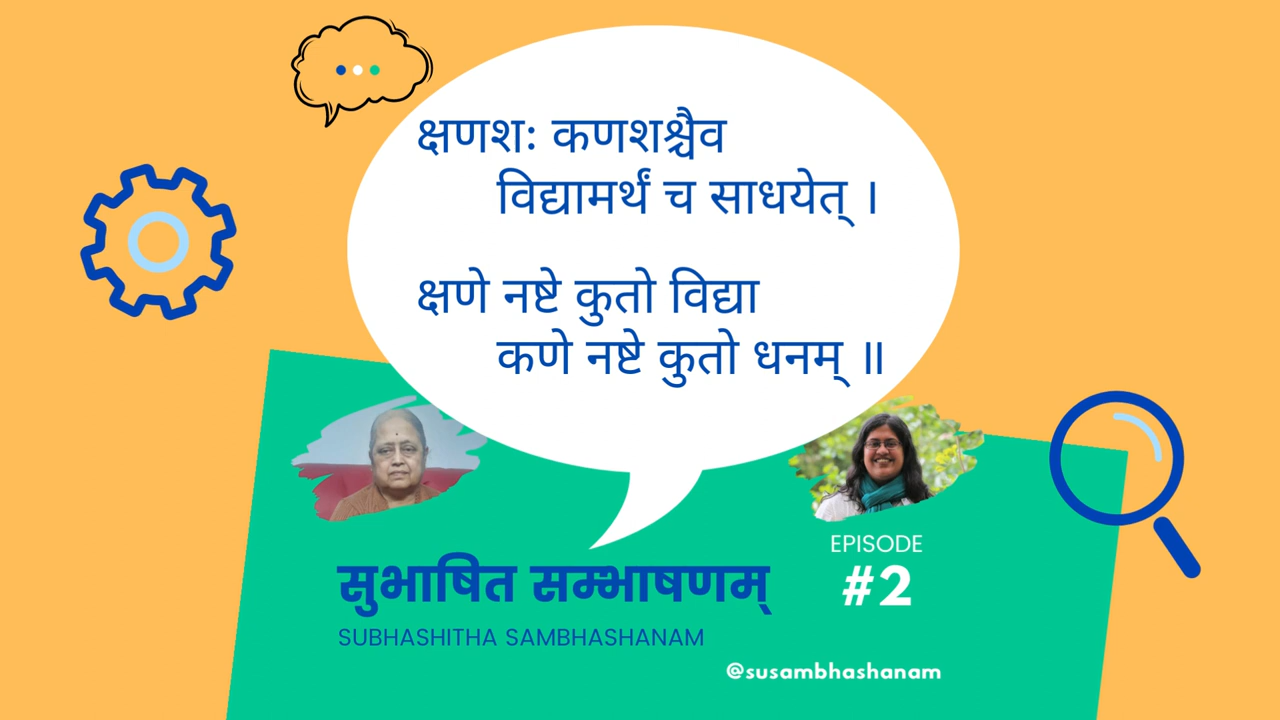 क्षणशः कणशश्चैव
विद्यामर्थं च साधयेत् ।
क्षणे नष्टे कुतो विद्या
कणे नष्टे कुतो धनम् ॥
EPISODE
#2
सुभाषित सम्भाषणम्
SUBHASHITHA SAMBHASHANAM
@susambhashanam